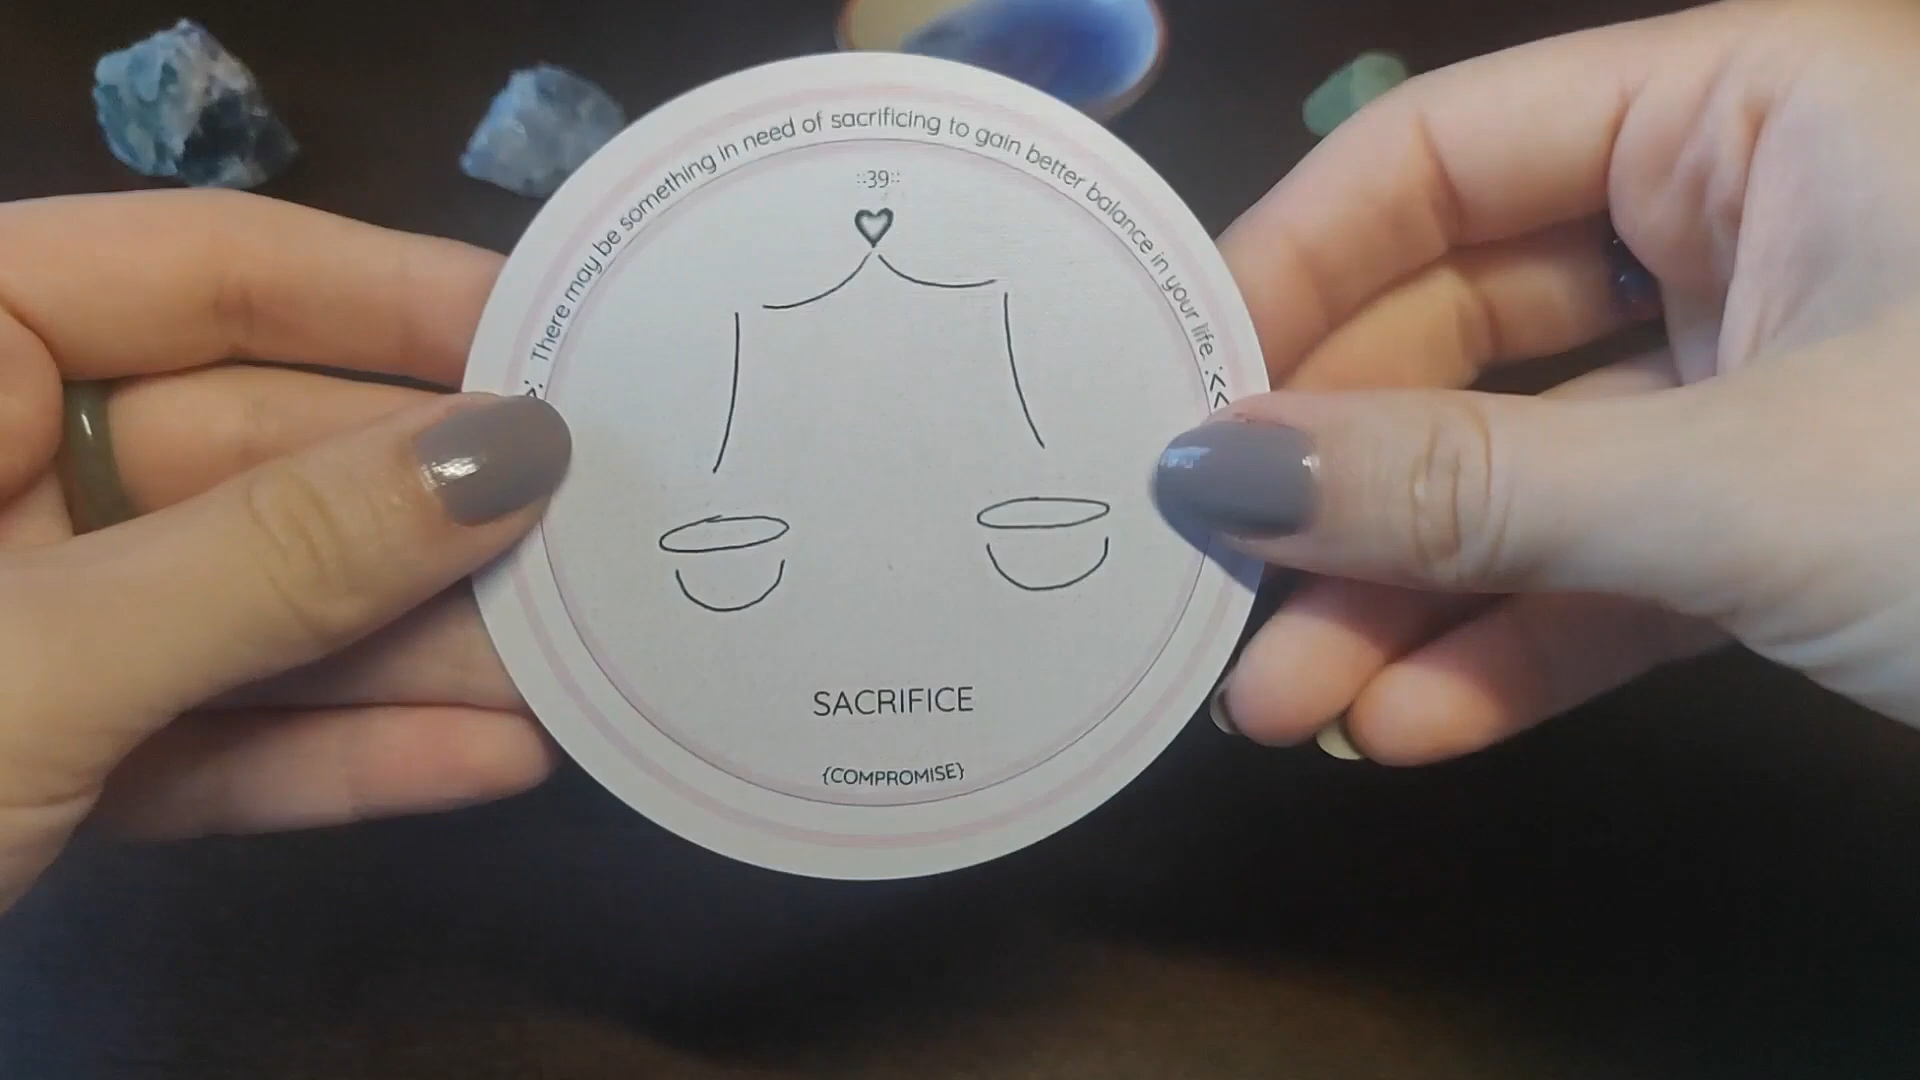 There may be something in need of sacrificing to gain better balance in your life.
::39::
SACRIFICE
{COMPROMISE}